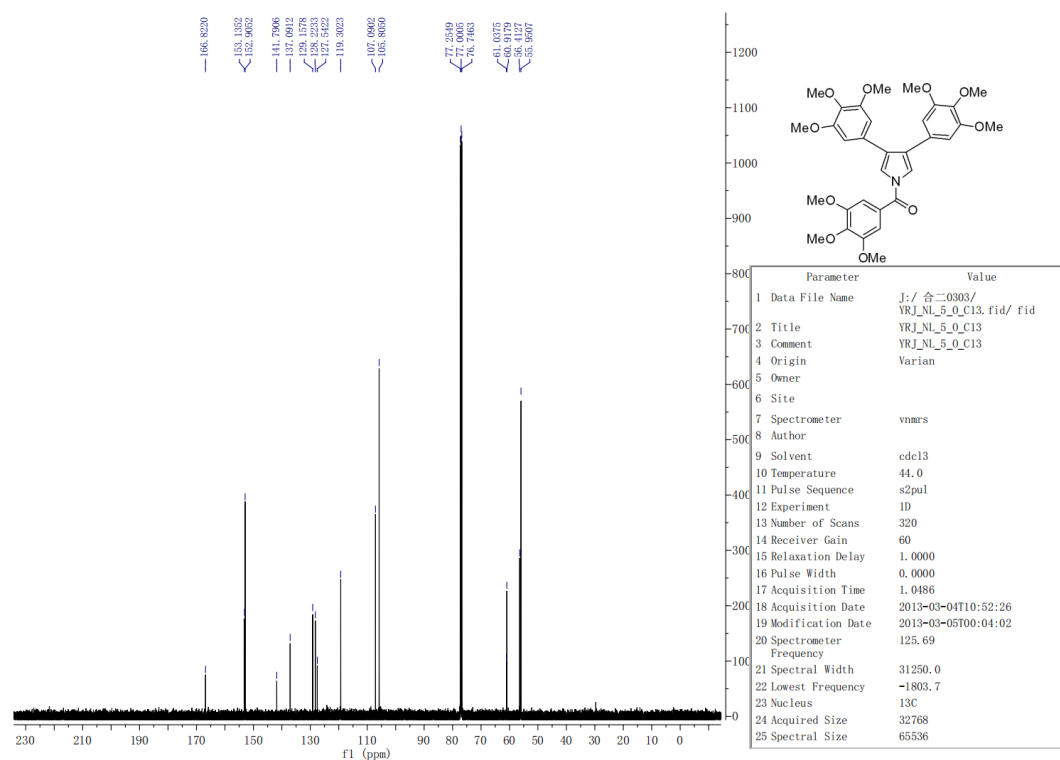 166.8220
153.1352
152.9052
141.7906
137.0912
129.1578
128.2233
127.5422
119.3023
107.0902
105.8050
77.2549
77.0005
76.7463
61.0375
60.9179
56.4127
55.9507
1200
1100
1000
900
800
700
600
500
400
300
200
100
0
230 220 210 200 190 180 170 160 150 140 130 120 110 100 90 80 70 60 50 40 30 20 10 0
f1 (ppm)
MeO OMe MeO OMe
MeO OMe
N
MeO O
MeO
OMe
Parameter Value
1 Data File Name J:/ 合二0303/
YRJ_NL_5_0_C13.fid/ fid
2 Title YRJ_NL_5_0_C13
3 Comment YRJ_NL_5_0_C13
4 Origin Varian
5 Owner
6 Site
7 Spectrometer vnmrs
8 Author
9 Solvent cdcl3
10 Temperature 44.0
11 Pulse Sequence s2pul
12 Experiment 1D
13 Number of Scans 320
14 Receiver Gain 60
15 Relaxation Delay 1.0000
16 Pulse Width 0.0000
17 Acquisition Time 1.0486
18 Acquisition Date 2013-03-04T10:52:26
19 Modification Date 2013-03-05T00:04:02
20 Spectrometer 125.69
Frequency
21 Spectral Width 31250.0
22 Lowest Frequency -1803.7
23 Nucleus 13C
24 Acquired Size 32768
25 Spectral Size 65536